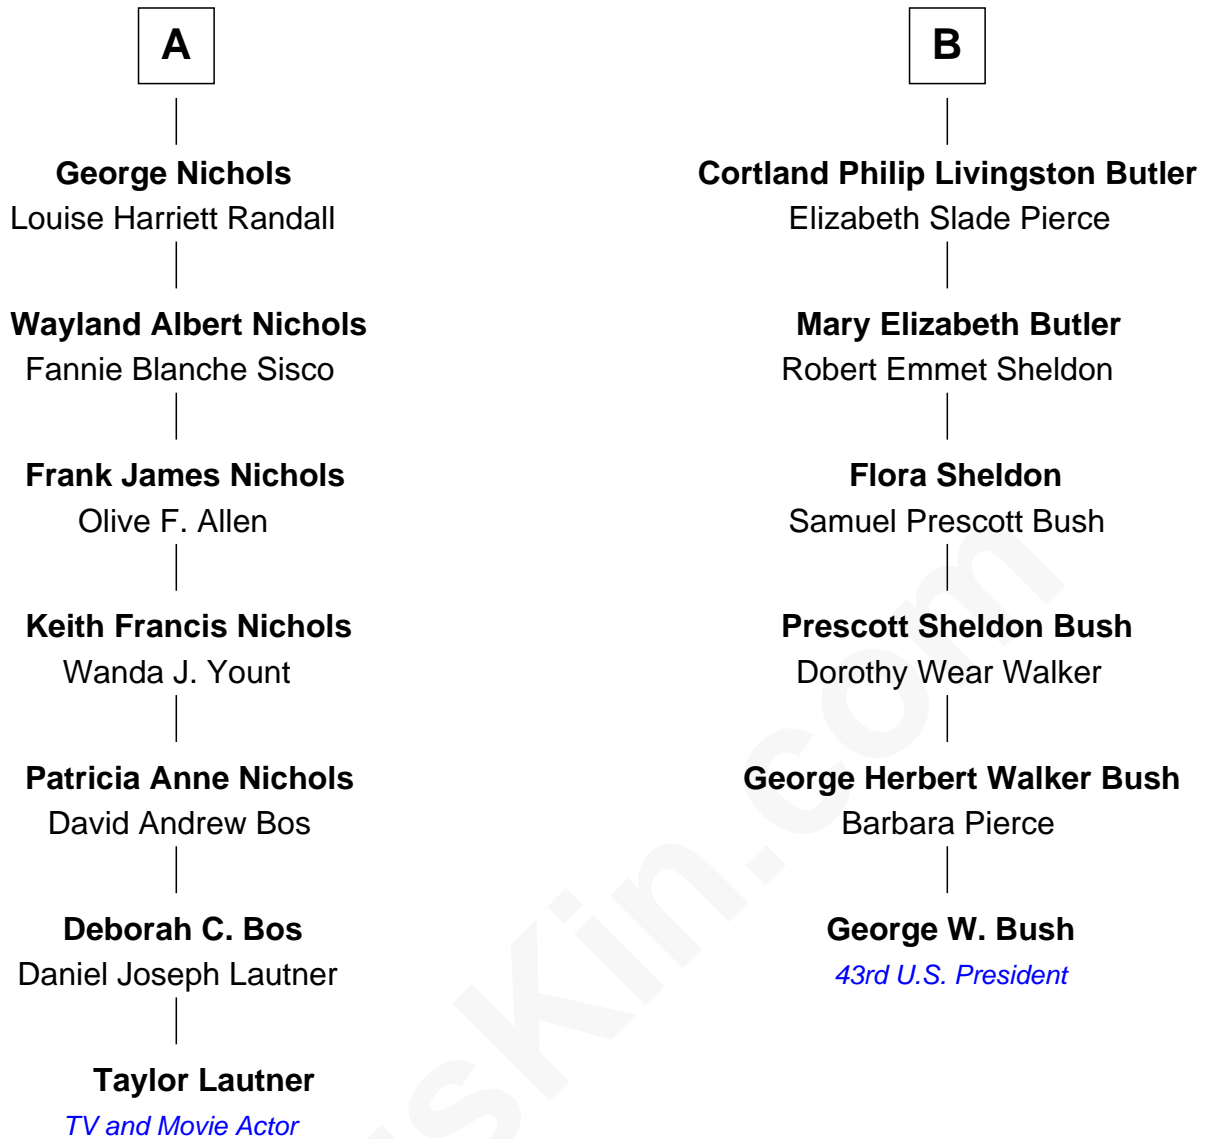 A
George Nichols
Louise Harriett Randall
Wayland Albert Nichols
Fannie Blanche Sisco
Frank James Nichols
Olive F. Allen
Keith Francis Nichols
Wanda J. Yount
Patricia Anne Nichols
David Andrew Bos
Deborah C. Bos
Daniel Joseph Lautner
Taylor Lautner
TV and Movie Actor
B
Cortland Philip Livingston Butler
Elizabeth Slade Pierce
Mary Elizabeth Butler
Robert Emmet Sheldon
Flora Sheldon
Samuel Prescott Bush
Prescott Sheldon Bush
Dorothy Wear Walker
George Herbert Walker Bush
Barbara Pierce
George W. Bush
43rd U.S. President
sKin.com